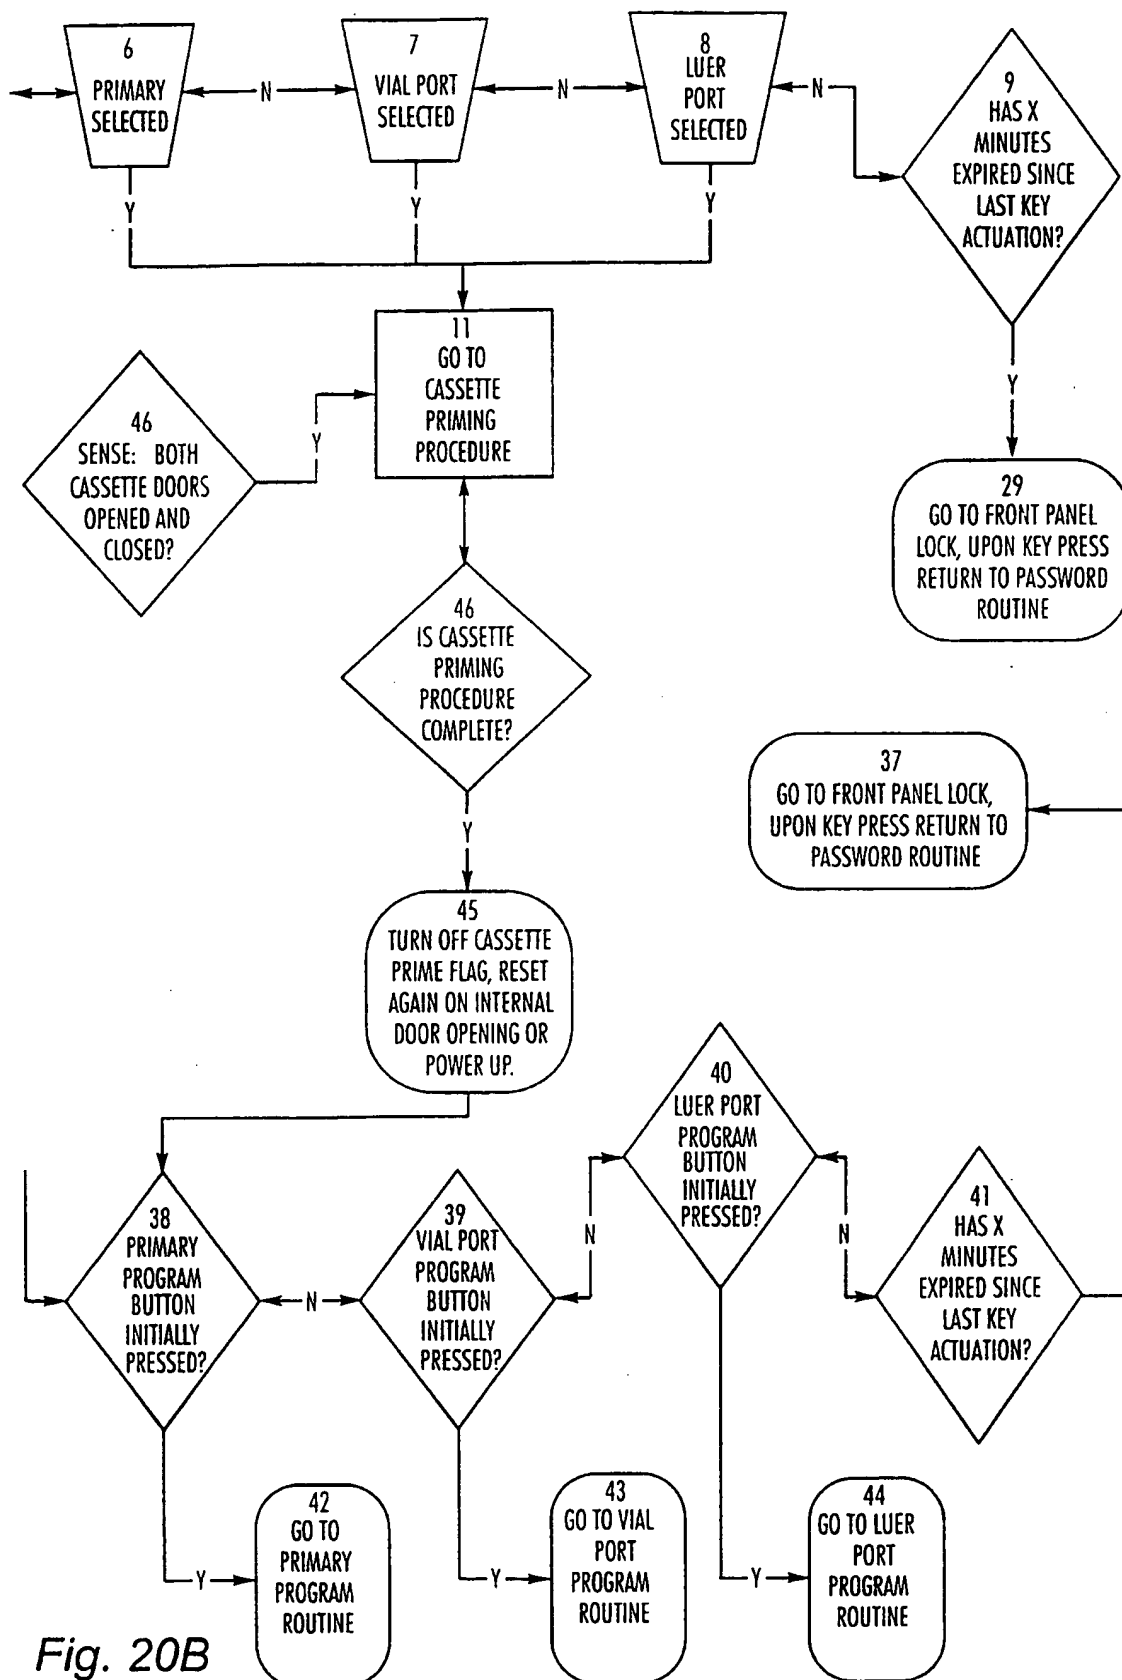 6
PRIMARY
SELECTED
N
7
VIAL PORT
SELECTED
N
8
LUER
PORT
SELECTED
N
9
HAS X
MINUTES
EXPIRED SINCE
LAST KEY
ACTUATION?
Y
Y
Y
Y
11
GO TO
CASSETTE
PRIMING
PROCEDURE
46
SENSE: BOTH
CASSETTE DOORS
OPENED AND
CLOSED?
Y
29
GO TO FRONT PANEL
LOCK, UPON KEY PRESS
RETURN TO PASSWORD
ROUTINE
46
IS CASSETTE
PRIMING
PROCEDURE
COMPLETE?
Y
37
GO TO FRONT PANEL LOCK,
UPON KEY PRESS RETURN TO
PASSWORD ROUTINE
45
TURN OFF CASSETTE
PRIME FLAG, RESET
AGAIN ON INTERNAL
DOOR OPENING OR
POWER UP.
38
PRIMARY
PROGRAM
BUTTON
INITIALLY
PRESSED?
N
39
VIAL PORT
PROGRAM
BUTTON
INITIALLY
PRESSED?
N
40
LUER PORT
PROGRAM
BUTTON
INITIALLY
PRESSED?
N
41
HAS X
MINUTES
EXPIRED SINCE
LAST KEY
ACTUATION?
Y
42
GO TO
PRIMARY
PROGRAM
ROUTINE
Y
43
GO TO VIAL
PORT
PROGRAM
ROUTINE
Y
44
GO TO LUER
PORT
PROGRAM
ROUTINE
Fig. 20B